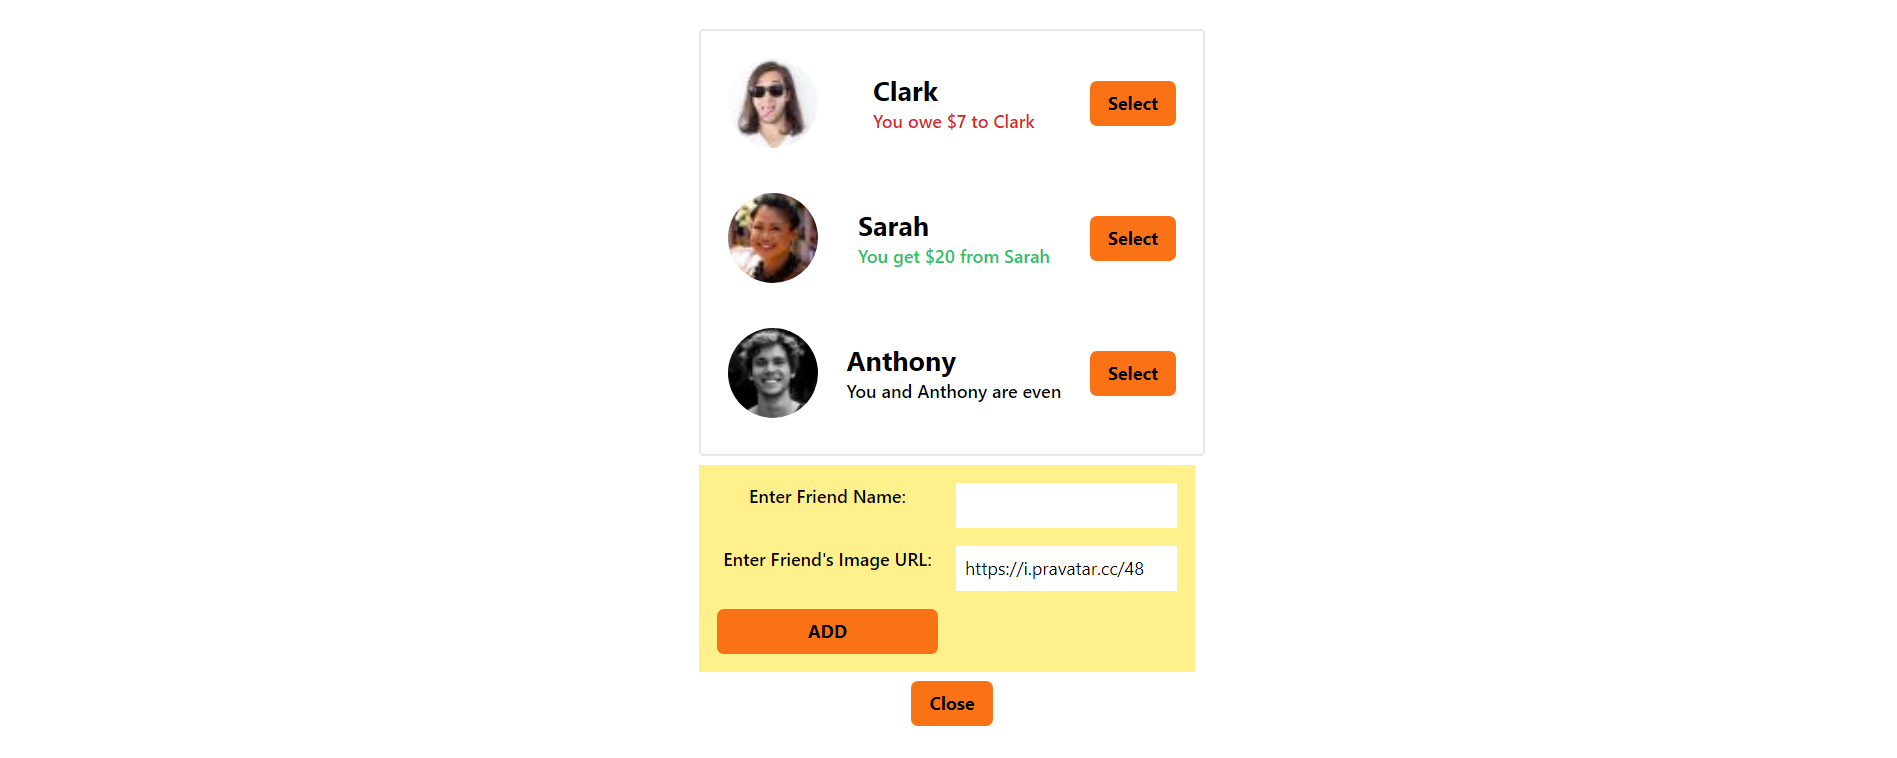 Clark
You owe $7 to Clark
Select
Sarah
You get $20 from Sarah
Select
Anthony
You and Anthony are even
Select
Enter Friend Name:
Enter Friend's Image URL:
https://i.pravatar.cc/48
ADD
Close